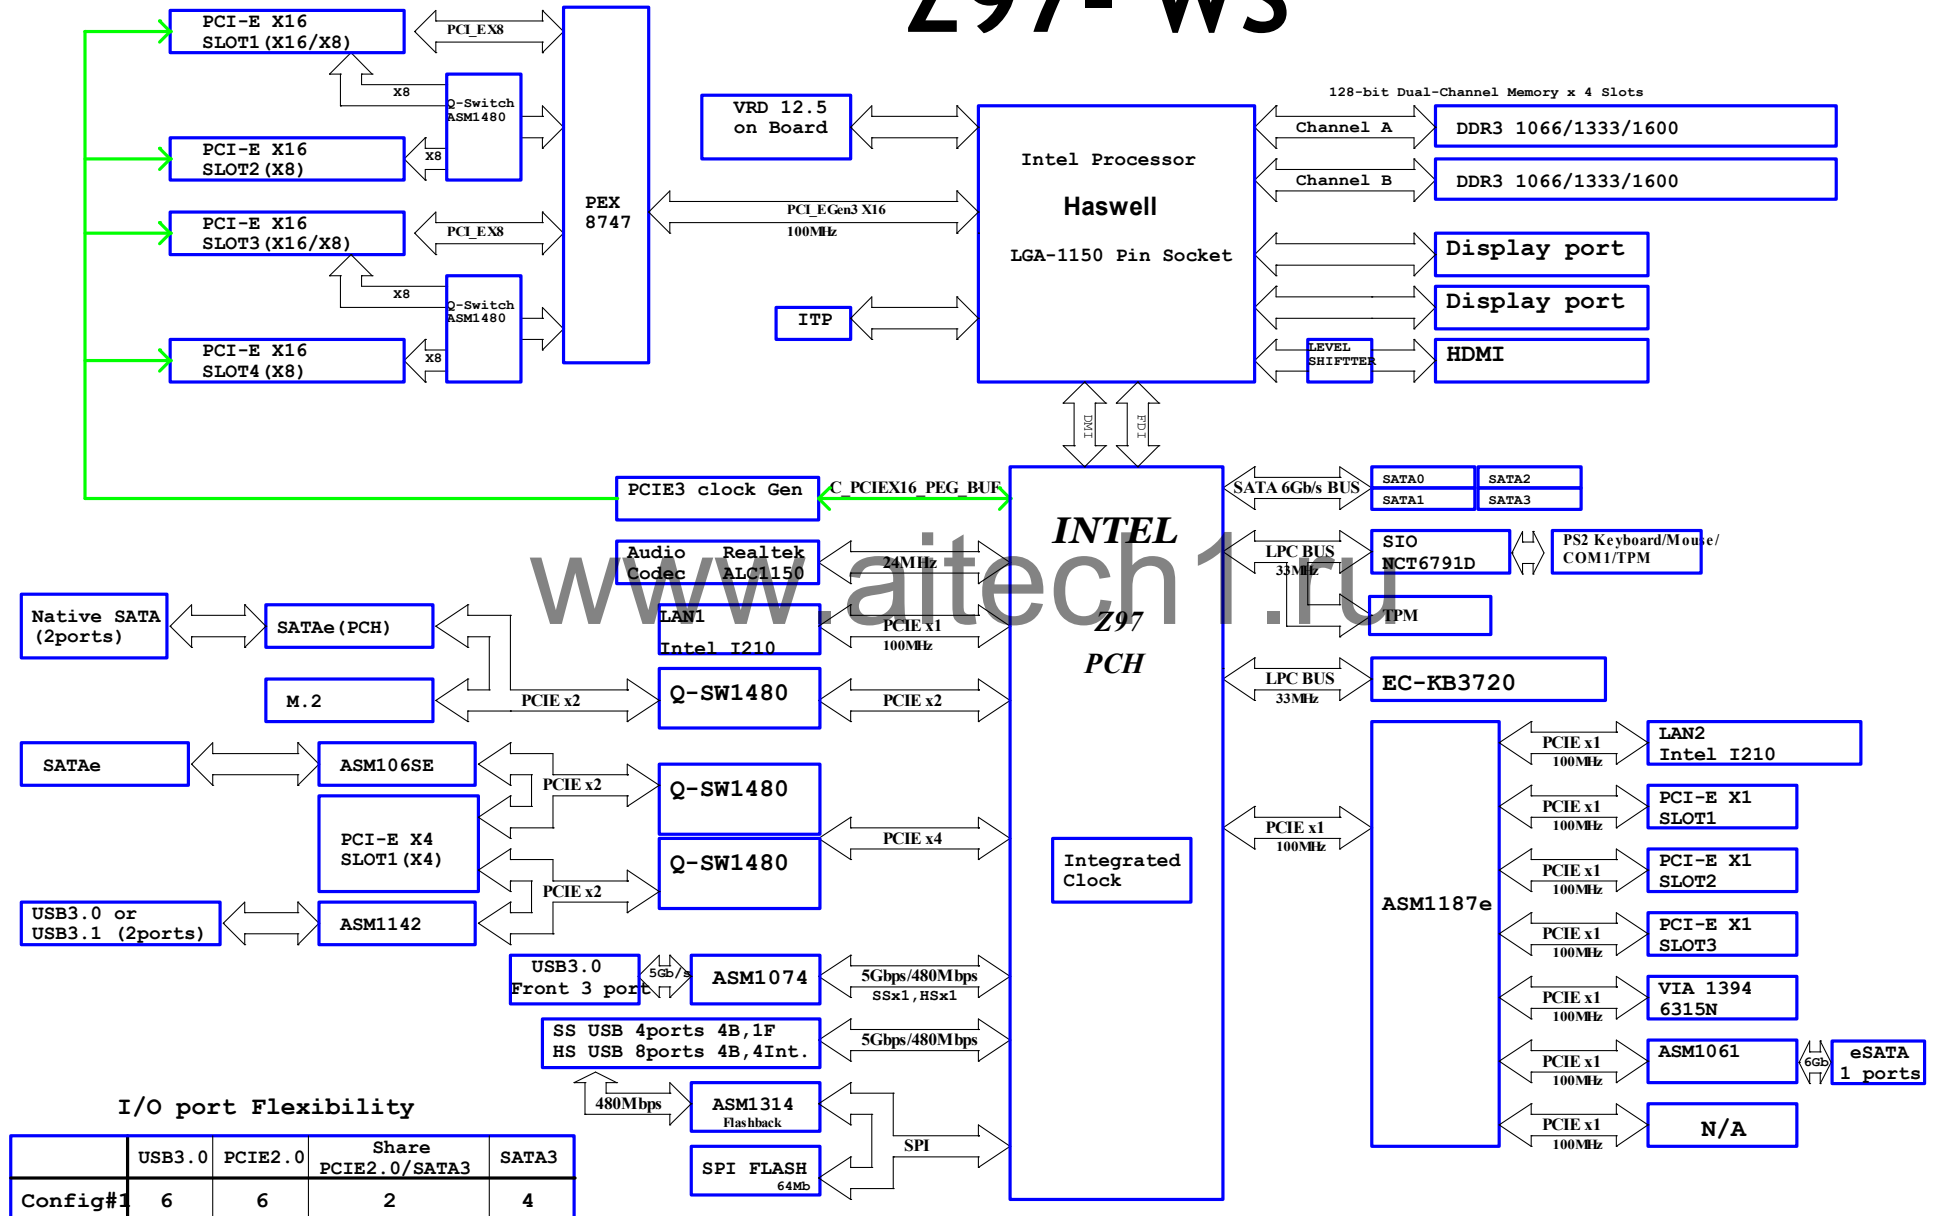 Z97-WS
PCI-E X16
SLOT1(X16/X8)
PCI_EX8
X8
Q-Switch
ASM1480
PCI-E X16
SLOT2(X8)
X8
PCI-E X16
SLOT3(X16/X8)
PCI_EX8
X8
Q-Switch
ASM1480
PCI-E X16
SLOT4(X8)
X8
PEX
8747
PCI_EGen3 X16
100MHz
VRD 12.5
on Board
ITP
Intel Processor
Haswell
LGA-1150 Pin Socket
128-bit Dual-Channel Memory x 4 Slots
Channel A
DDR3 1066/1333/1600
Channel B
DDR3 1066/1333/1600
Display port
Display port
LEVEL
SHIFTTER
HDMI
DMI
FDI
PCIE3 clock Gen
C_PCIEX16_PEG_BUF
Audio Realtek
Codec ALC1150
24MHz
LAN1
Intel I210
PCIE x1
100MHz
INTEL
Z97
PCH
Integrated
Clock
www.aitech1.ru
SATA 6Gb/s BUS
SATA0
SATA2
SATA1
SATA3
LPC BUS
33MHz
SIO
NCT6791D
PS2 Keyboard/Mouse/
COM1/TPM
TPM
LPC BUS
33MHz
EC-KB3720
Native SATA
(2ports)
SATAe(PCH)
M.2
PCIE x2
Q-SW1480
PCIE x2
SATAe
ASM106SE
PCIE x2
Q-SW1480
PCI-E X4
SLOT1(X4)
PCIE x4
Q-SW1480
PCIE x2
USB3.0 or
USB3.1 (2ports)
ASM1142
USB3.0
Front 3 port
5Gb/s
ASM1074
5Gbps/480Mbps
SSx1,HSx1
SS USB 4ports 4B,1F
HS USB 8ports 4B,4Int.
5Gbps/480Mbps
480Mbps
ASM1314
Flashback
SPI
SPI FLASH
64Mb
PCIE x1
100MHz
ASM1187e
PCIE x1
100MHz
LAN2
Intel I210
PCIE x1
100MHz
PCI-E X1
SLOT1
PCIE x1
100MHz
PCI-E X1
SLOT2
PCIE x1
100MHz
PCI-E X1
SLOT3
PCIE x1
100MHz
VIA 1394
6315N
PCIE x1
100MHz
ASM1061
6Gb
eSATA
1 ports
PCIE x1
100MHz
N/A
I/O port Flexibility
USB3.0 PCIE2.0 Share PCIE2.0/SATA3 SATA3
Config#1 6 6 2 4